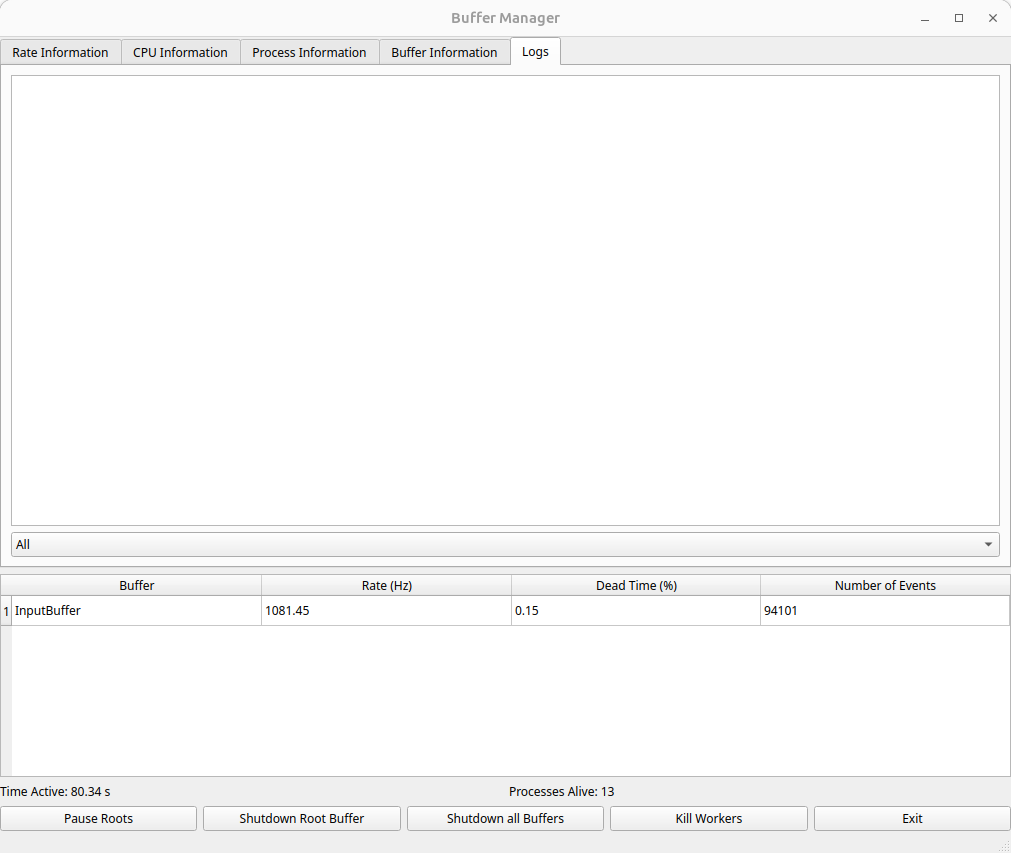 Buffer Manager
Rate Information CPU Information Process Information Buffer Information Logs
All
Buffer Rate (Hz) Dead Time (%) Number of Events
1 InputBuffer 1081.45 0.15 94101
Time Active: 80.34 s Processes Alive: 13
Pause Roots Shutdown Root Buffer Shutdown all Buffers Kill Workers Exit